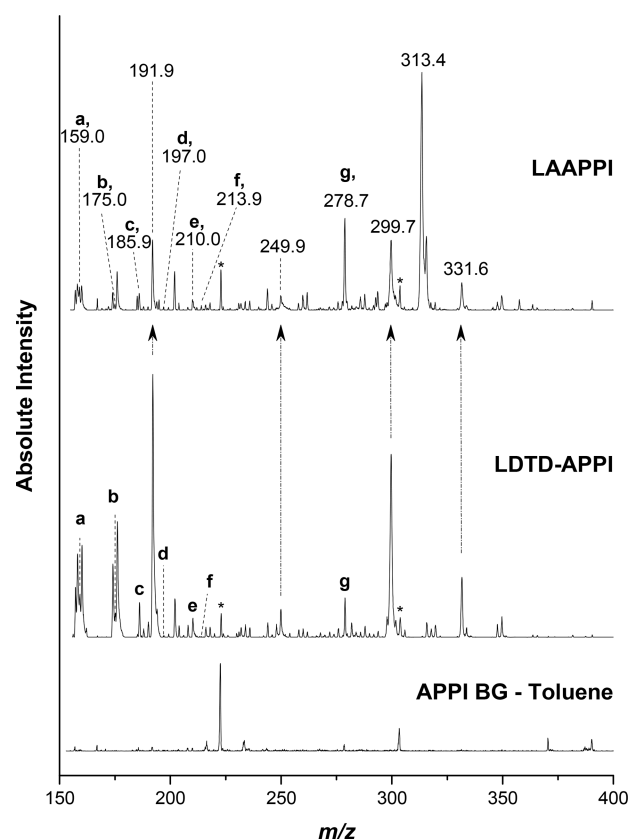 313.4
191.9
a,
159.0
d,
197.0
LAAPPI
b,
175.0
f,
213.9
g,
278.7
c,
185.9
e,
210.0
249.9
299.7
331.6
*
*
Absolute Intensity
LDTD-APPI
a
b
c
d
e
f
*
g
*
APPI BG - Toluene
150
200
250
300
350
400
m/z